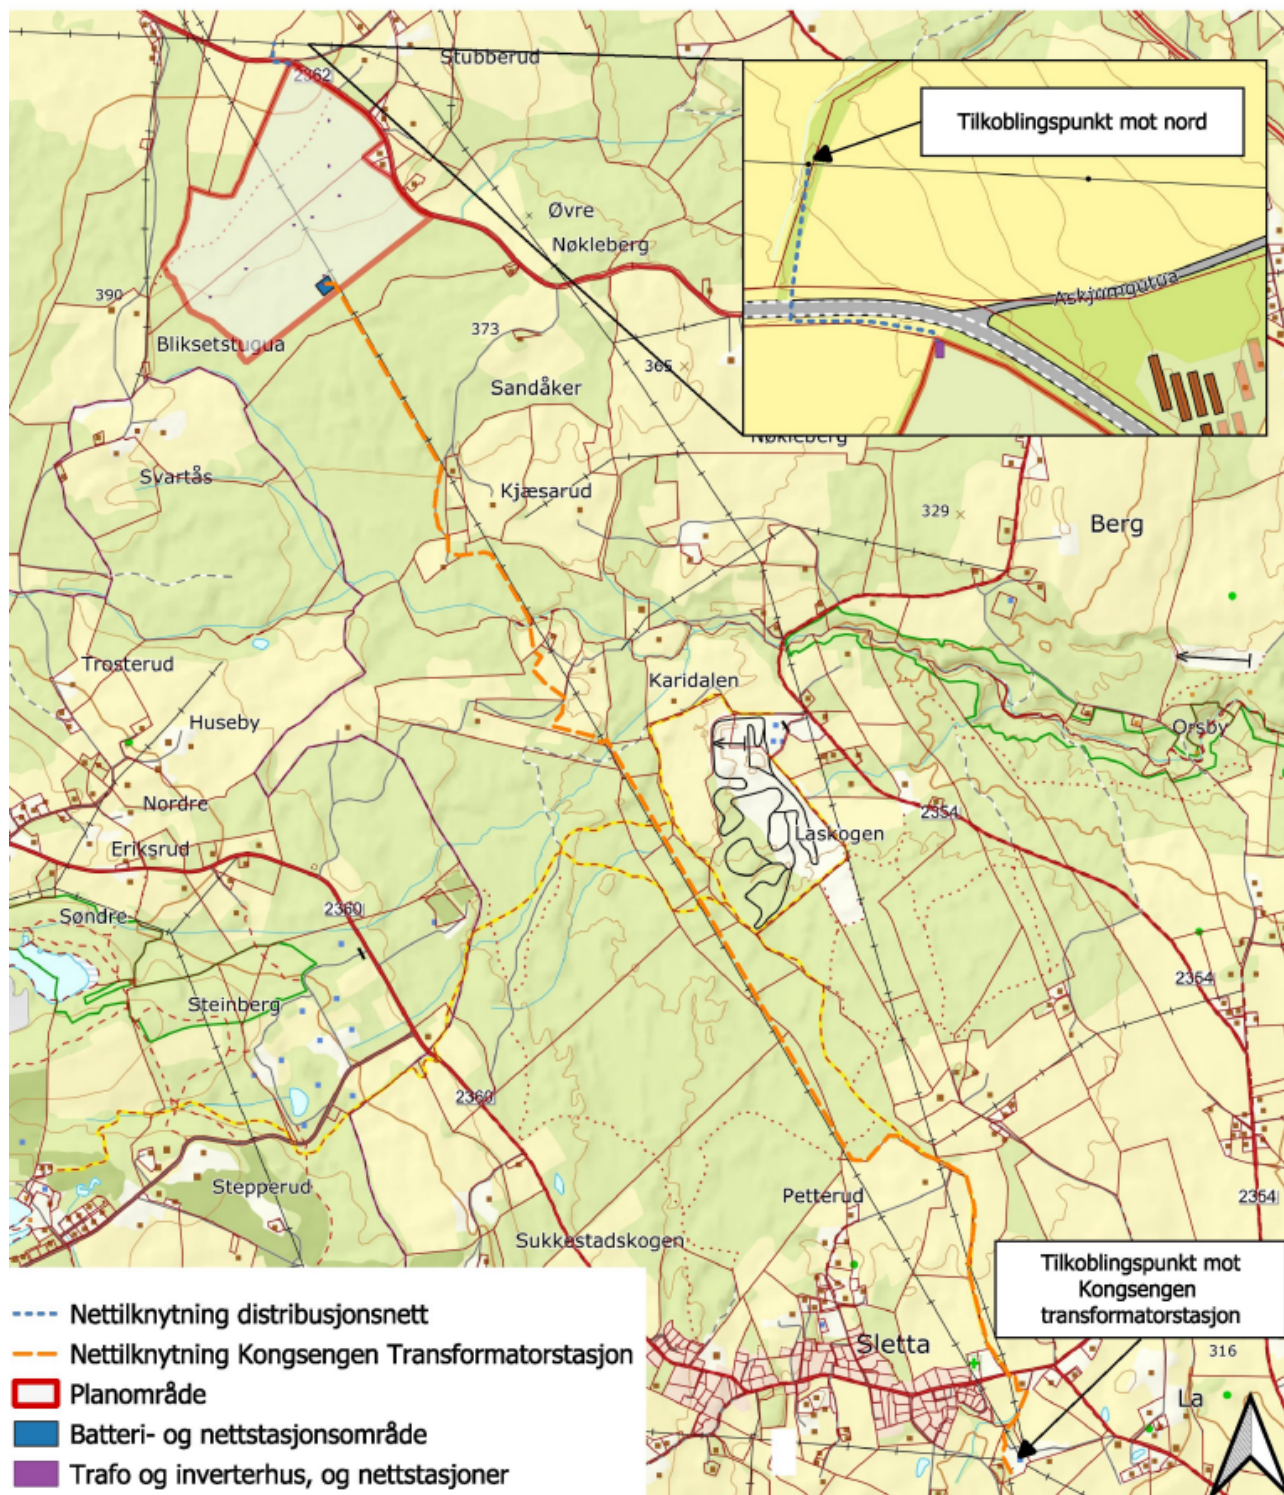 Stubberud
2362
Tilkoblingspunkt mot nord
Øvre
Nøkleberg
Askjumgutua
390
Bliksetstugua
373
365
Sandåker
Nøkleberg
Svartås
Kjæsarud
329
Berg
Trosterud
Karidalen
Huseby
Orsby
Nordre
Eriksrud
Laskogen
2354
Søndre
2360
Steinberg
2354
2360
Stepperud
Petterud
2354
Sukkestadskogen
Tilkoblingspunkt mot
Kongsengen
transformatorstasjon
Nettilknytning distribusjonsnett
Nettilknytning Kongsengen Transformatorstasjon
Sletta
316
Planområde
La
Batteri- og nettstasjonsområde
Trafo og inverterhus, og nettstasjoner